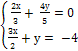 {2x/3 + 4y/5 = 0
3x/2 + y = -4